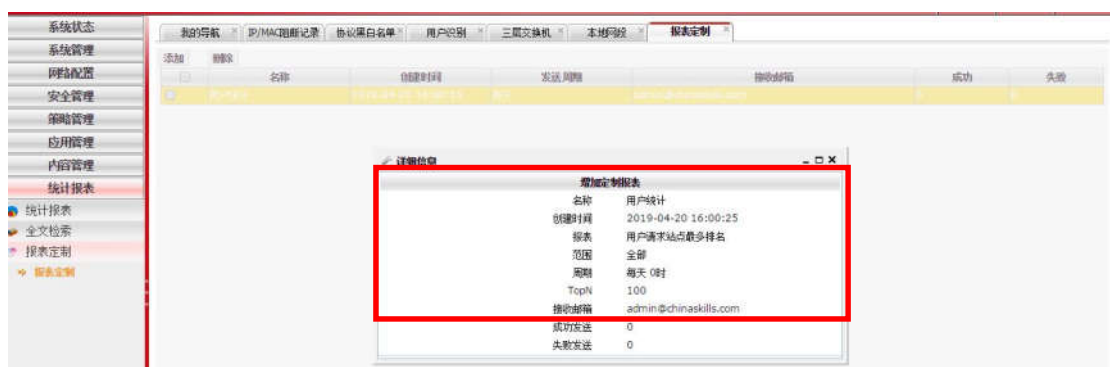 系统状态
系统管理
网络配置
安全管理
策略管理
应用管理
内容管理
统计报表
统计报表
全文检索
报表定制
报表定制
我的导航 IP/MAC阻断记录 协议黑白名单 用户识别 三层交换机 本地网段 报表定制
添加 删除
名称 创建时间 发送周期 接收邮箱 成功 失败
详细信息
增加定制报表
名称 用户统计
创建时间 2019-04-20 16:00:25
报表 用户请求站点最多排名
范围 全部
周期 每天 0时
TopN 100
接收邮箱 admin@chinaskills.com
成功发送 0
失败发送 0